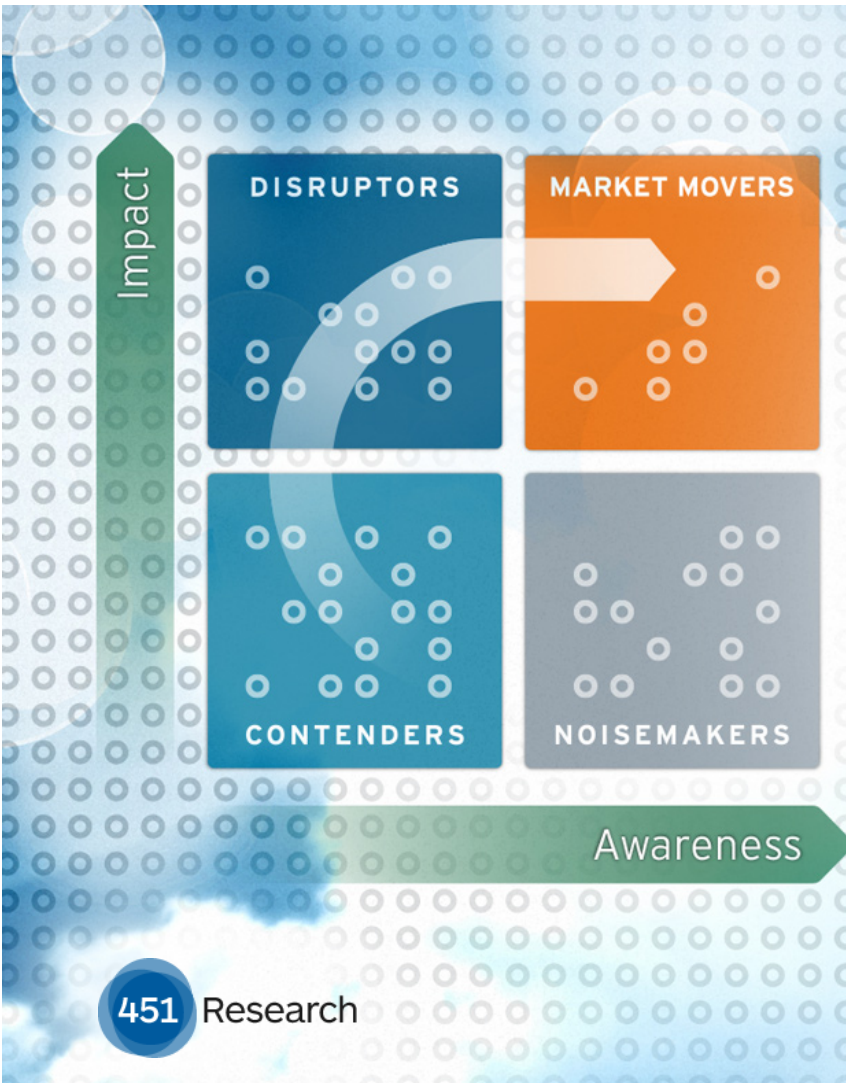 Impact
DISRUPTORS
MARKET MOVERS
CONTENDERS
NOISEMAKERS
Awareness
451 Research